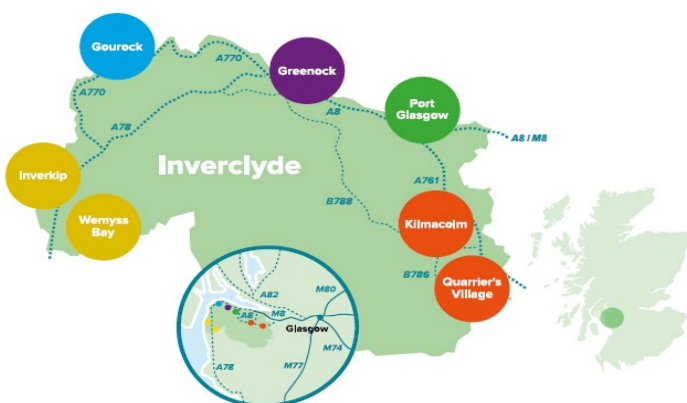 Gourock
A770
Greenock
A770
A78
A8
Port
Glasgow
A8 / M8
Inverclyde
Inverkip
A761
B788
Wemyss
Bay
Kilmacolm
B786
Quarrier's
Village
A82
M80
A8
M8
Glasgow
M74
M77
A78